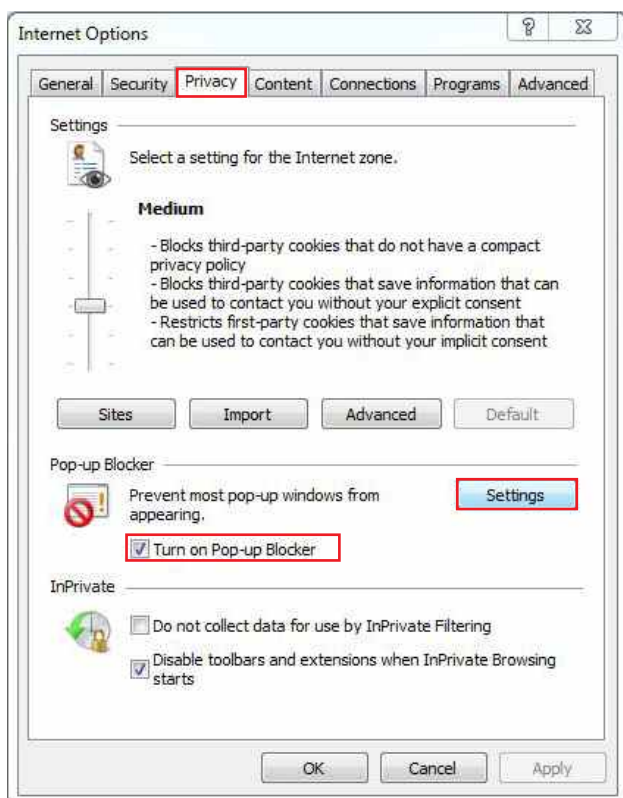 Internet Options
General Security Privacy Content Connections Programs Advanced
Settings
Select a setting for the Internet zone.
Medium
- Blocks third-party cookies that do not have a compact
privacy policy
- Blocks third-party cookies that save information that can
be used to contact you without your explicit consent
- Restricts first-party cookies that save information that
can be used to contact you without your implicit consent
Sites Import Advanced Default
Pop-up Blocker
Prevent most pop-up windows from Settings
appearing.
Turn on Pop-up Blocker
InPrivate
Do not collect data for use by InPrivate Filtering
Disable toolbars and extensions when InPrivate Browsing
starts
OK Cancel Apply